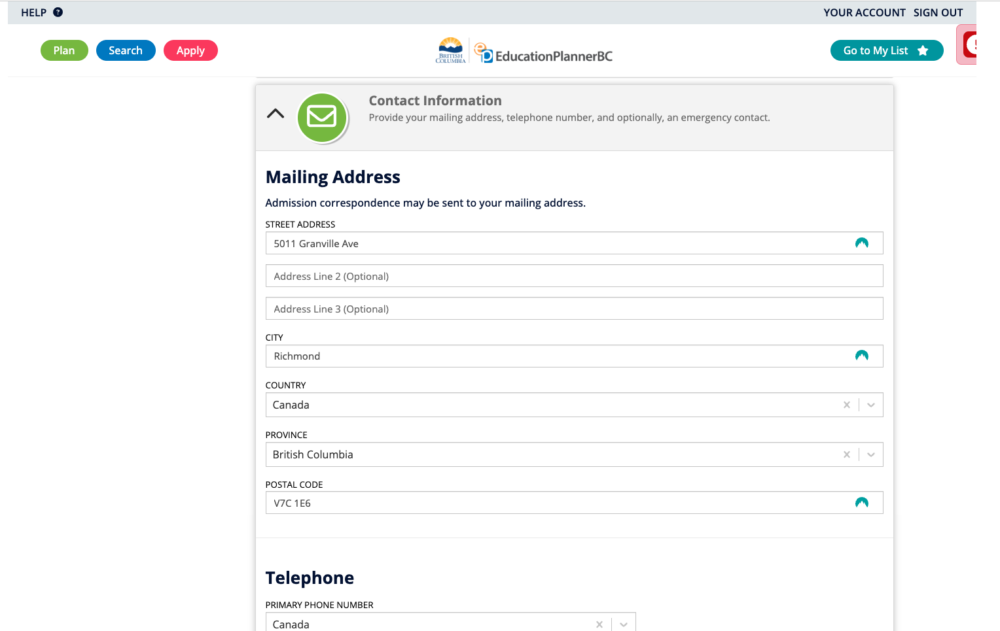 HELP ?
YOUR ACCOUNT SIGN OUT
Plan Search Apply
BRITISH
COLUMBIA
ep EducationPlannerBC
Go to My List
Contact Information
Provide your mailing address, telephone number, and optionally, an emergency contact.
Mailing Address
Admission correspondence may be sent to your mailing address.
STREET ADDRESS
5011 Granville Ave
Address Line 2 (Optional)
Address Line 3 (Optional)
CITY
Richmond
COUNTRY
Canada
PROVINCE
British Columbia
POSTAL CODE
V7C 1E6
Telephone
PRIMARY PHONE NUMBER
Canada